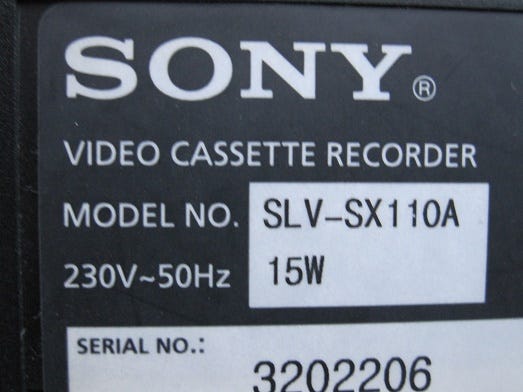 SONY®
VIDEO CASSETTE RECORDER
MODEL NO. SLV-SX110A
230V~50Hz 15W
SERIAL NO.:
3202206